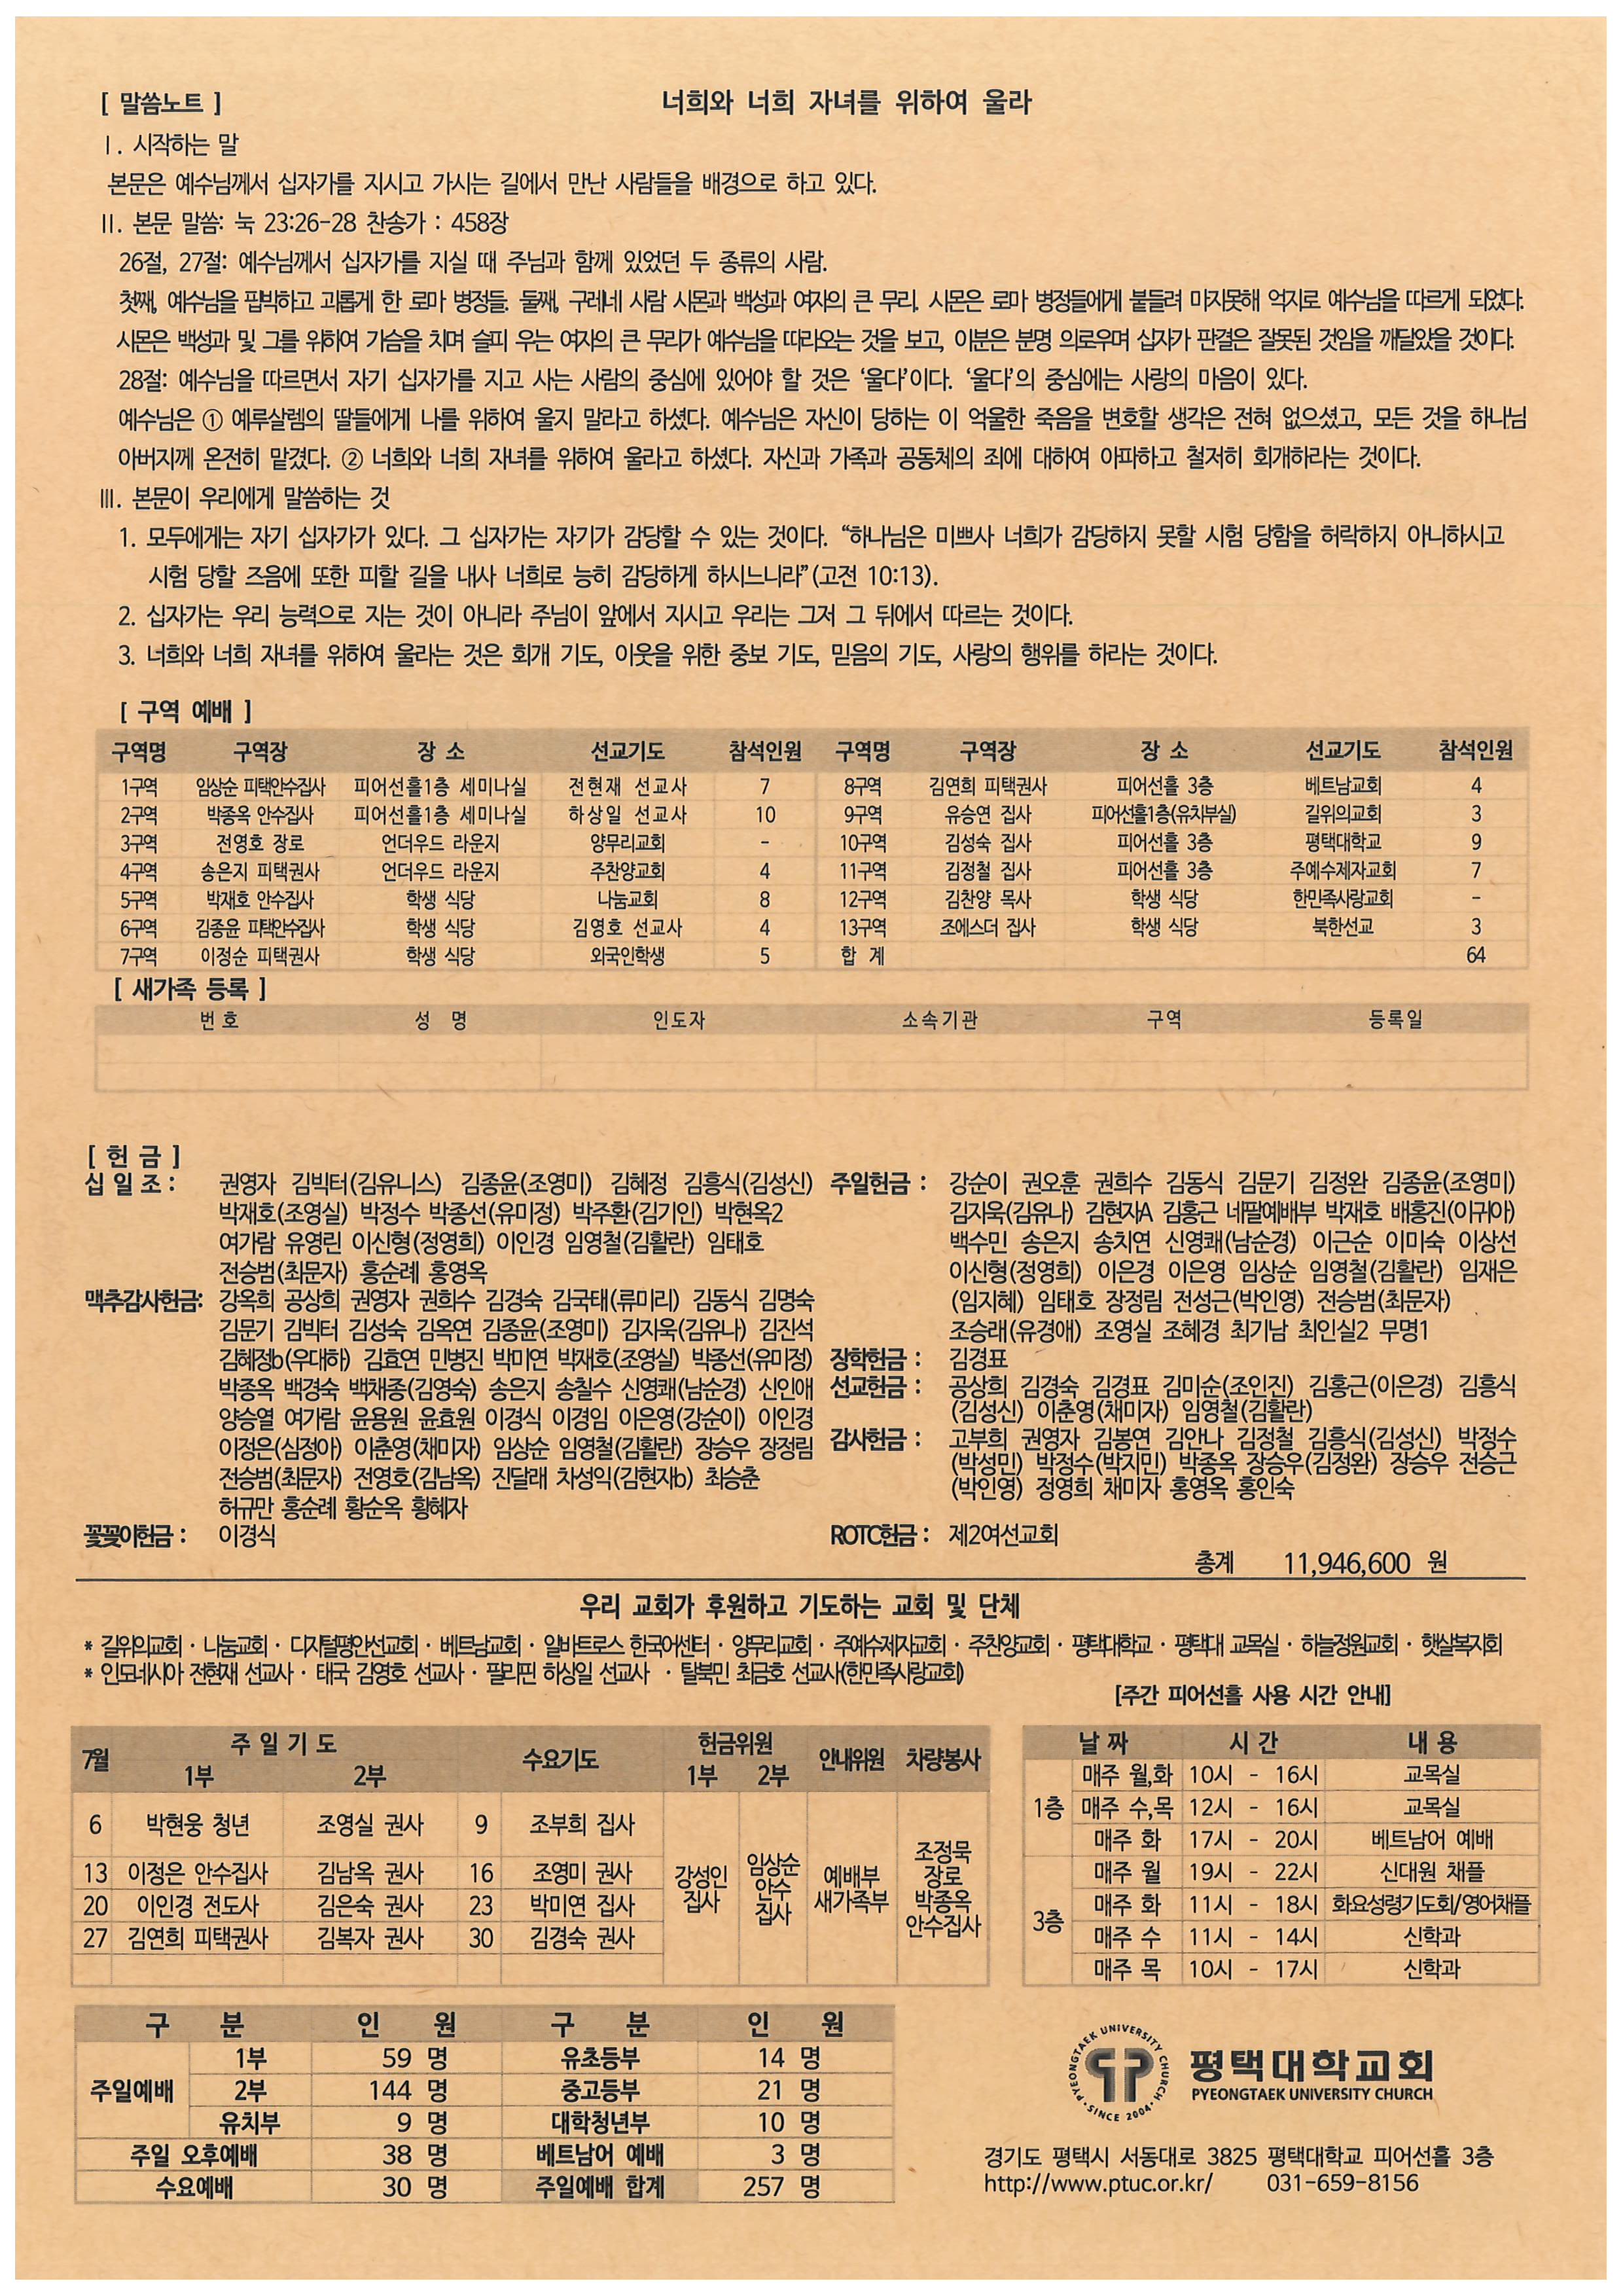 [ 말씀노트 ] 너희와 너희 자녀를 위하여 울라
Ⅰ. 시작하는 말
본문은 예수님께서 십자가를 지시고 가시는 길에서 만난 사람들을 배경으로 하고 있다.
II. 본문 말씀: 눅 23:26-28 찬송가 : 458장
26절, 27절: 예수님께서 십자가를 지실 때 주님과 함께 있었던 두 종류의 사람.
첫째, 예수님을 핍박하고 괴롭게 한 로마 병정들. 둘째, 구레네 사람 시몬과 백성과 여자의 큰 무리. 시몬은 로마 병정들에게 붙들려 마지못해 억지로 예수님을 따르게 되었다.
시몬은 백성과 및 그를 위하여 가슴을 치며 슬피 우는 여자의 큰 무리가 예수님을 따라오는 것을 보고, 이분은 분명 의로우며 십자가 판결은 잘못된 것임을 깨달았을 것이다.
28절: 예수님을 따르면서 자기 십자가를 지고 사는 사람의 중심에 있어야 할 것은 ‘울다’이다. ‘울다’의 중심에는 사랑의 마음이 있다.
예수님은 ① 예루살렘의 딸들에게 나를 위하여 울지 말라고 하셨다. 예수님은 자신이 당하는 이 억울한 죽음을 변호할 생각은 전혀 없으셨고, 모든 것을 하나님
아버지께 온전히 맡겼다. ② 너희와 너희 자녀를 위하여 울라고 하셨다. 자신과 가족과 공동체의 죄에 대하여 아파하고 철저히 회개하라는 것이다.
Ⅲ. 본문이 우리에게 말씀하는 것
1. 모두에게는 자기 십자가가 있다. 그 십자가는 자기가 감당할 수 있는 것이다. “하나님은 미쁘사 너희가 감당하지 못할 시험 당함을 허락하지 아니하시고
시험 당할 즈음에 또한 피할 길을 내사 너희로 능히 감당하게 하시느니라”(고전 10:13).
2. 십자가는 우리 능력으로 지는 것이 아니라 주님이 앞에서 지시고 우리는 그저 그 뒤에서 따르는 것이다.
3. 너희와 너희 자녀를 위하여 울라는 것은 회개 기도, 이웃을 위한 중보 기도, 믿음의 기도, 사랑의 행위를 하라는 것이다.
[ 구역 예배 ]
구역명 구역장 장 소 선교기도 참석인원 구역명 구역장 장 소 선교기도 참석인원
1구역 임상순 피택안수집사 피어선홀1층 세미나실 전현재 선교사 7 8구역 김연희 피택권사 피어선홀 3층 베트남교회 4
2구역 박종옥 안수집사 피어선홀1층 세미나실 하상일 선교사 10 9구역 유승연 집사 피어선홀1층(유치부실) 길위의교회 3
3구역 전영호 장로 언더우드 라운지 양무리교회 - 10구역 김성숙 집사 피어선홀 3층 평택대학교 9
4구역 송은지 피택권사 언더우드 라운지 주찬양교회 4 11구역 김정철 집사 피어선홀 3층 주예수제자교회 7
5구역 박재호 안수집사 학생 식당 나눔교회 8 12구역 김찬양 목사 학생 식당 한민족사랑교회 -
6구역 김종윤 피택안수집사 학생 식당 김영호 선교사 4 13구역 조에스더 집사 학생 식당 북한선교 3
7구역 이정순 피택권사 학생 식당 외국인학생 5 합 계 64
[ 새가족 등록 ]
번호 성 명 인도자 소속기관 구역 등록일
[ 헌 금 ]
십 일 조 : 권영자 김빅터(김유니스) 김종윤(조영미) 김혜정 김흥식(김성신)
박재호(조영실) 박정수 박종선(유미정) 박주환(김기인) 박현옥2
여가람 유영린 이신형(정영희) 이인경 임영철(김활란) 임태호
전승범(최문자) 홍순례 홍영옥
맥추감사헌금: 강옥희 공상희 권영자 권희수 김경숙 김국태(류미리) 김동식 김명숙
김문기 김빅터 김성숙 김옥연 김종윤(조영미) 김지욱(김유나) 김진석
김혜정b(우대하) 김효연 민병진 박미연 박재호(조영실) 박종선(유미정)
박종옥 백경숙 백채종(김영숙) 송은지 송칠수 신영쾌(남순경) 신인애
양승열 여가람 윤용원 윤효원 이경식 이경임 이은영(강순이) 이인경
이정은(심정아) 이춘영(채미자) 임상순 임영철(김활란) 장승우 장정림
전승범(최문자) 전영호(김남옥) 진달래 차성익(김현자b) 최승춘
허규만 홍순례 황순옥 황혜자
꽃꽂이헌금 : 이경식
주일헌금 : 강순이 권오훈 권희수 김동식 김문기 김정완 김종윤(조영미)
김지욱(김유나) 김현자A 김홍근 네팔예배부 박재호 배홍진(이귀아)
백수민 송은지 송치연 신영쾌(남순경) 이근순 이미숙 이상선
이신형(정영희) 이은경 이은영 임상순 임영철(김활란) 임재은
(임지혜) 임태호 장정림 전성근(박인영) 전승범(최문자)
조승래(유경애) 조영실 조혜경 최기남 최인실2 무명1
장학헌금 : 김경표
선교헌금 : 공상희 김경숙 김경표 김미순(조인진) 김홍근(이은경) 김흥식
(김성신) 이춘영(채미자) 임영철(김활란)
감사헌금 : 고부희 권영자 김봉연 김안나 김정철 김흥식(김성신) 박정수
(박성민) 박정수(박지민) 박종옥 장승우(김정완) 장승우 전승근
(박인영) 정영희 채미자 홍영옥 홍인숙
ROTC헌금 : 제2여선교회
총계 11,946,600 원
우리 교회가 후원하고 기도하는 교회 및 단체
* 길위의교회 · 나눔교회 · 디지털평안선교회 · 베트남교회 · 일바트로스 한국어센터 · 양무리교회 · 주예수제자교회 · 주찬양교회 · 평택대학교 · 평택대 교목실 · 하늘정원교회 · 햇살복지회
* 인도네시아 전현재 선교사 · 태국 김영호 선교사 · 필리핀 하상일 선교사 · 탈북민 최금호 선교사(한민족사랑교회)
7월 주 일 기 도 수요기도 헌금위원 안내위원 차량봉사
1부 2부 1부 2부
6 박현웅 청년 조영실 권사 9 조부희 집사
13 이정은 안수집사 김남옥 권사 16 조영미 권사
20 이인경 전도사 김은숙 권사 23 박미연 집사
27 김연희 피택권사 김복자 권사 30 김경숙 권사
강성인
집사
임상순
안수
집사
예배부
새가족부
조정묵
장로
박종옥
안수집사
[주간 피어선홀 사용 시간 안내]
날 짜 시 간 내 용
1층 매주 월,화 10시 - 16시 교목실
매주 수,목 12시 - 16시 교목실
매주 화 17시 - 20시 베트남어 예배
3층 매주 월 19시 - 22시 신대원 채플
매주 화 11시 - 18시 화요성령기도회/영어채플
매주 수 11시 - 14시 신학과
매주 목 10시 - 17시 신학과
구 분 인 원 구 분 인 원
주일예배 1부 59 명 유초등부 14 명
2부 144 명 중고등부 21 명
유치부 9 명 대학청년부 10 명
주일 오후예배 38 명 베트남어 예배 3 명
수요예배 30 명 주일예배 합계 257 명
PYEONGTAEK UNIVERSITY CHURCH
· SINCE 2004 ·
평택대학교회
PYEONGTAEK UNIVERSITY CHURCH
경기도 평택시 서동대로 3825 평택대학교 피어선홀 3층
http://www.ptuc.or.kr/ 031-659-8156